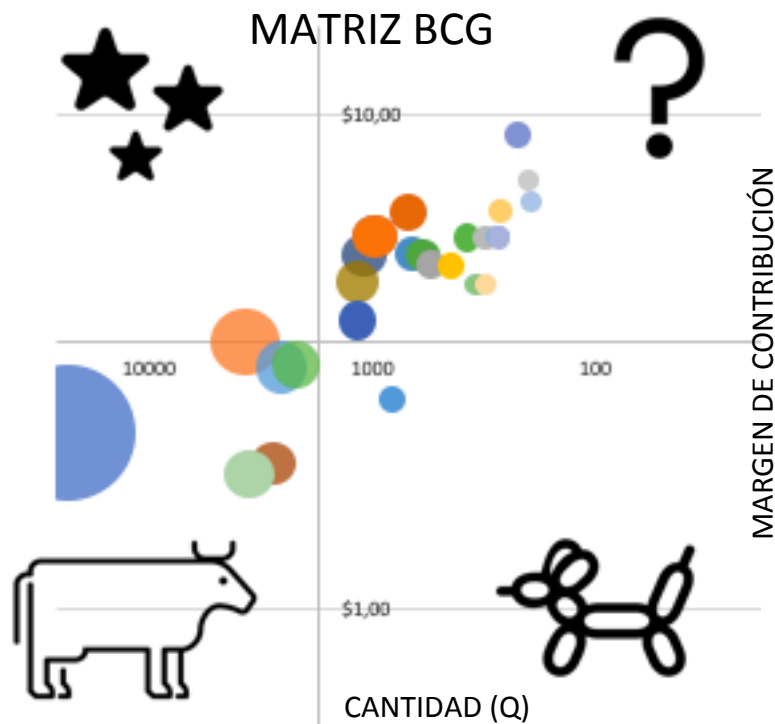 MATRIZ BCG
$10,00
MARGEN DE CONTRIBUCIÓN
10000
1000
100
$1,00
CANTIDAD (Q)